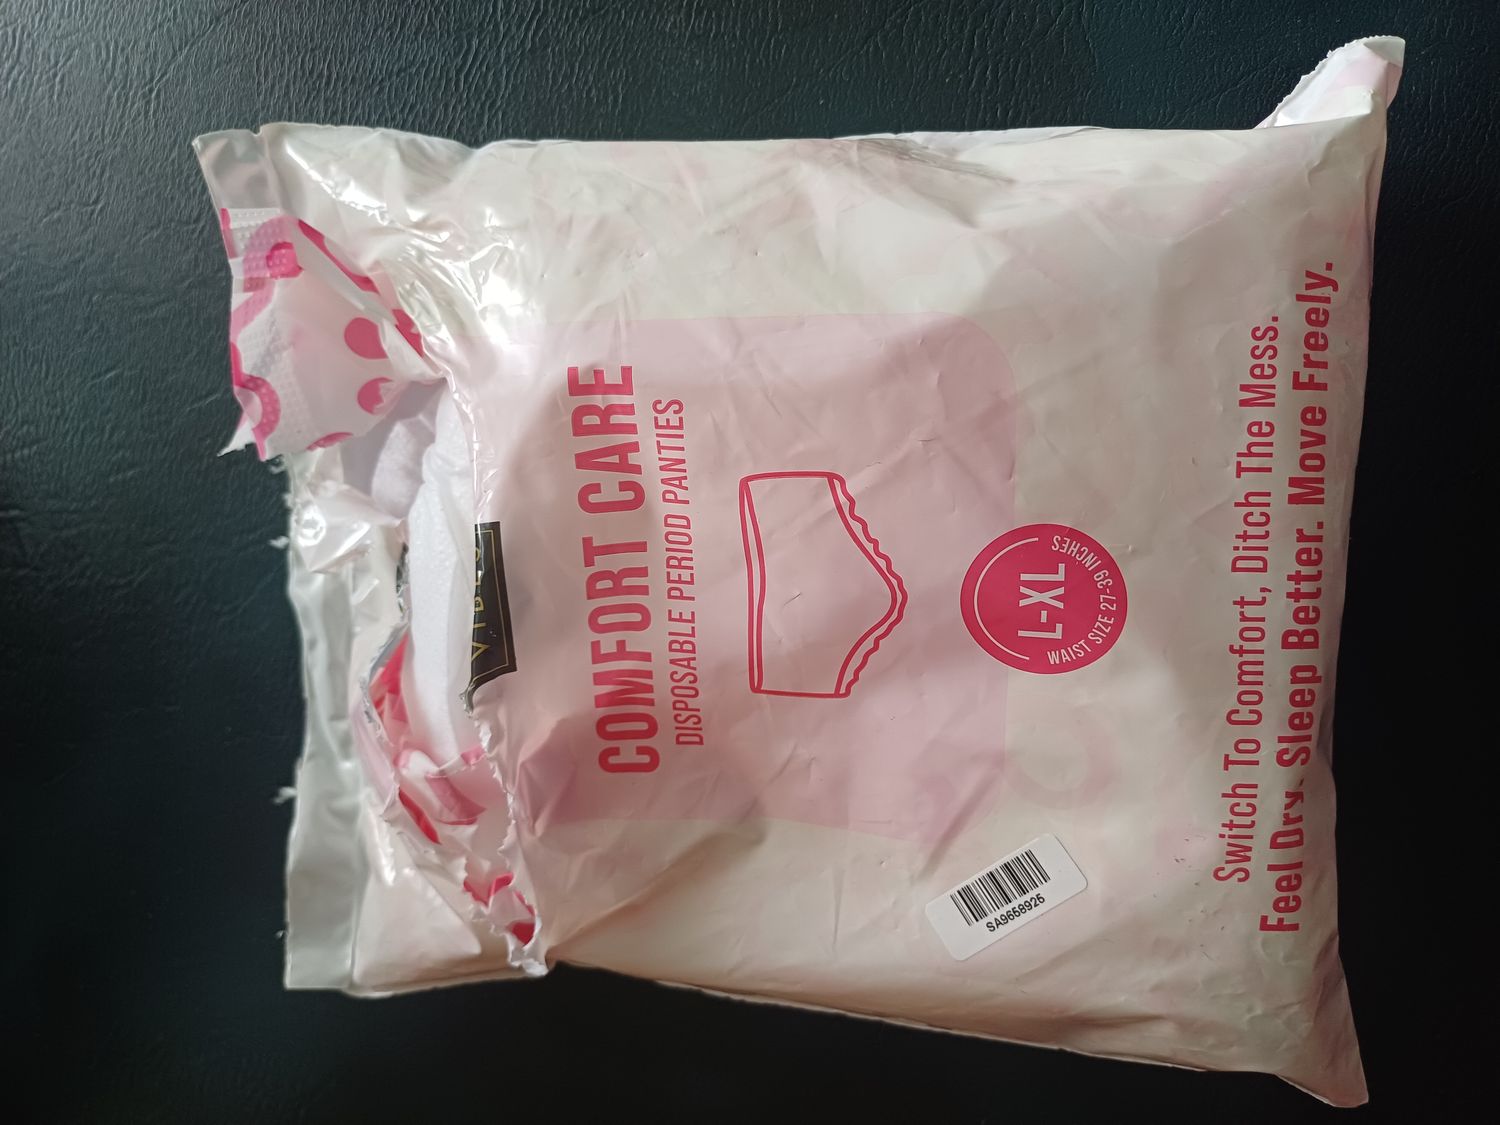 COMFORT CARE
DISPOSABLE PERIOD PANTIES
L-XL
WAIST SIZE 27-39 INCHES
SA9658925
Switch To Comfort, Ditch The Mess.
Feel Dry. Sleep Better. Move Freely.